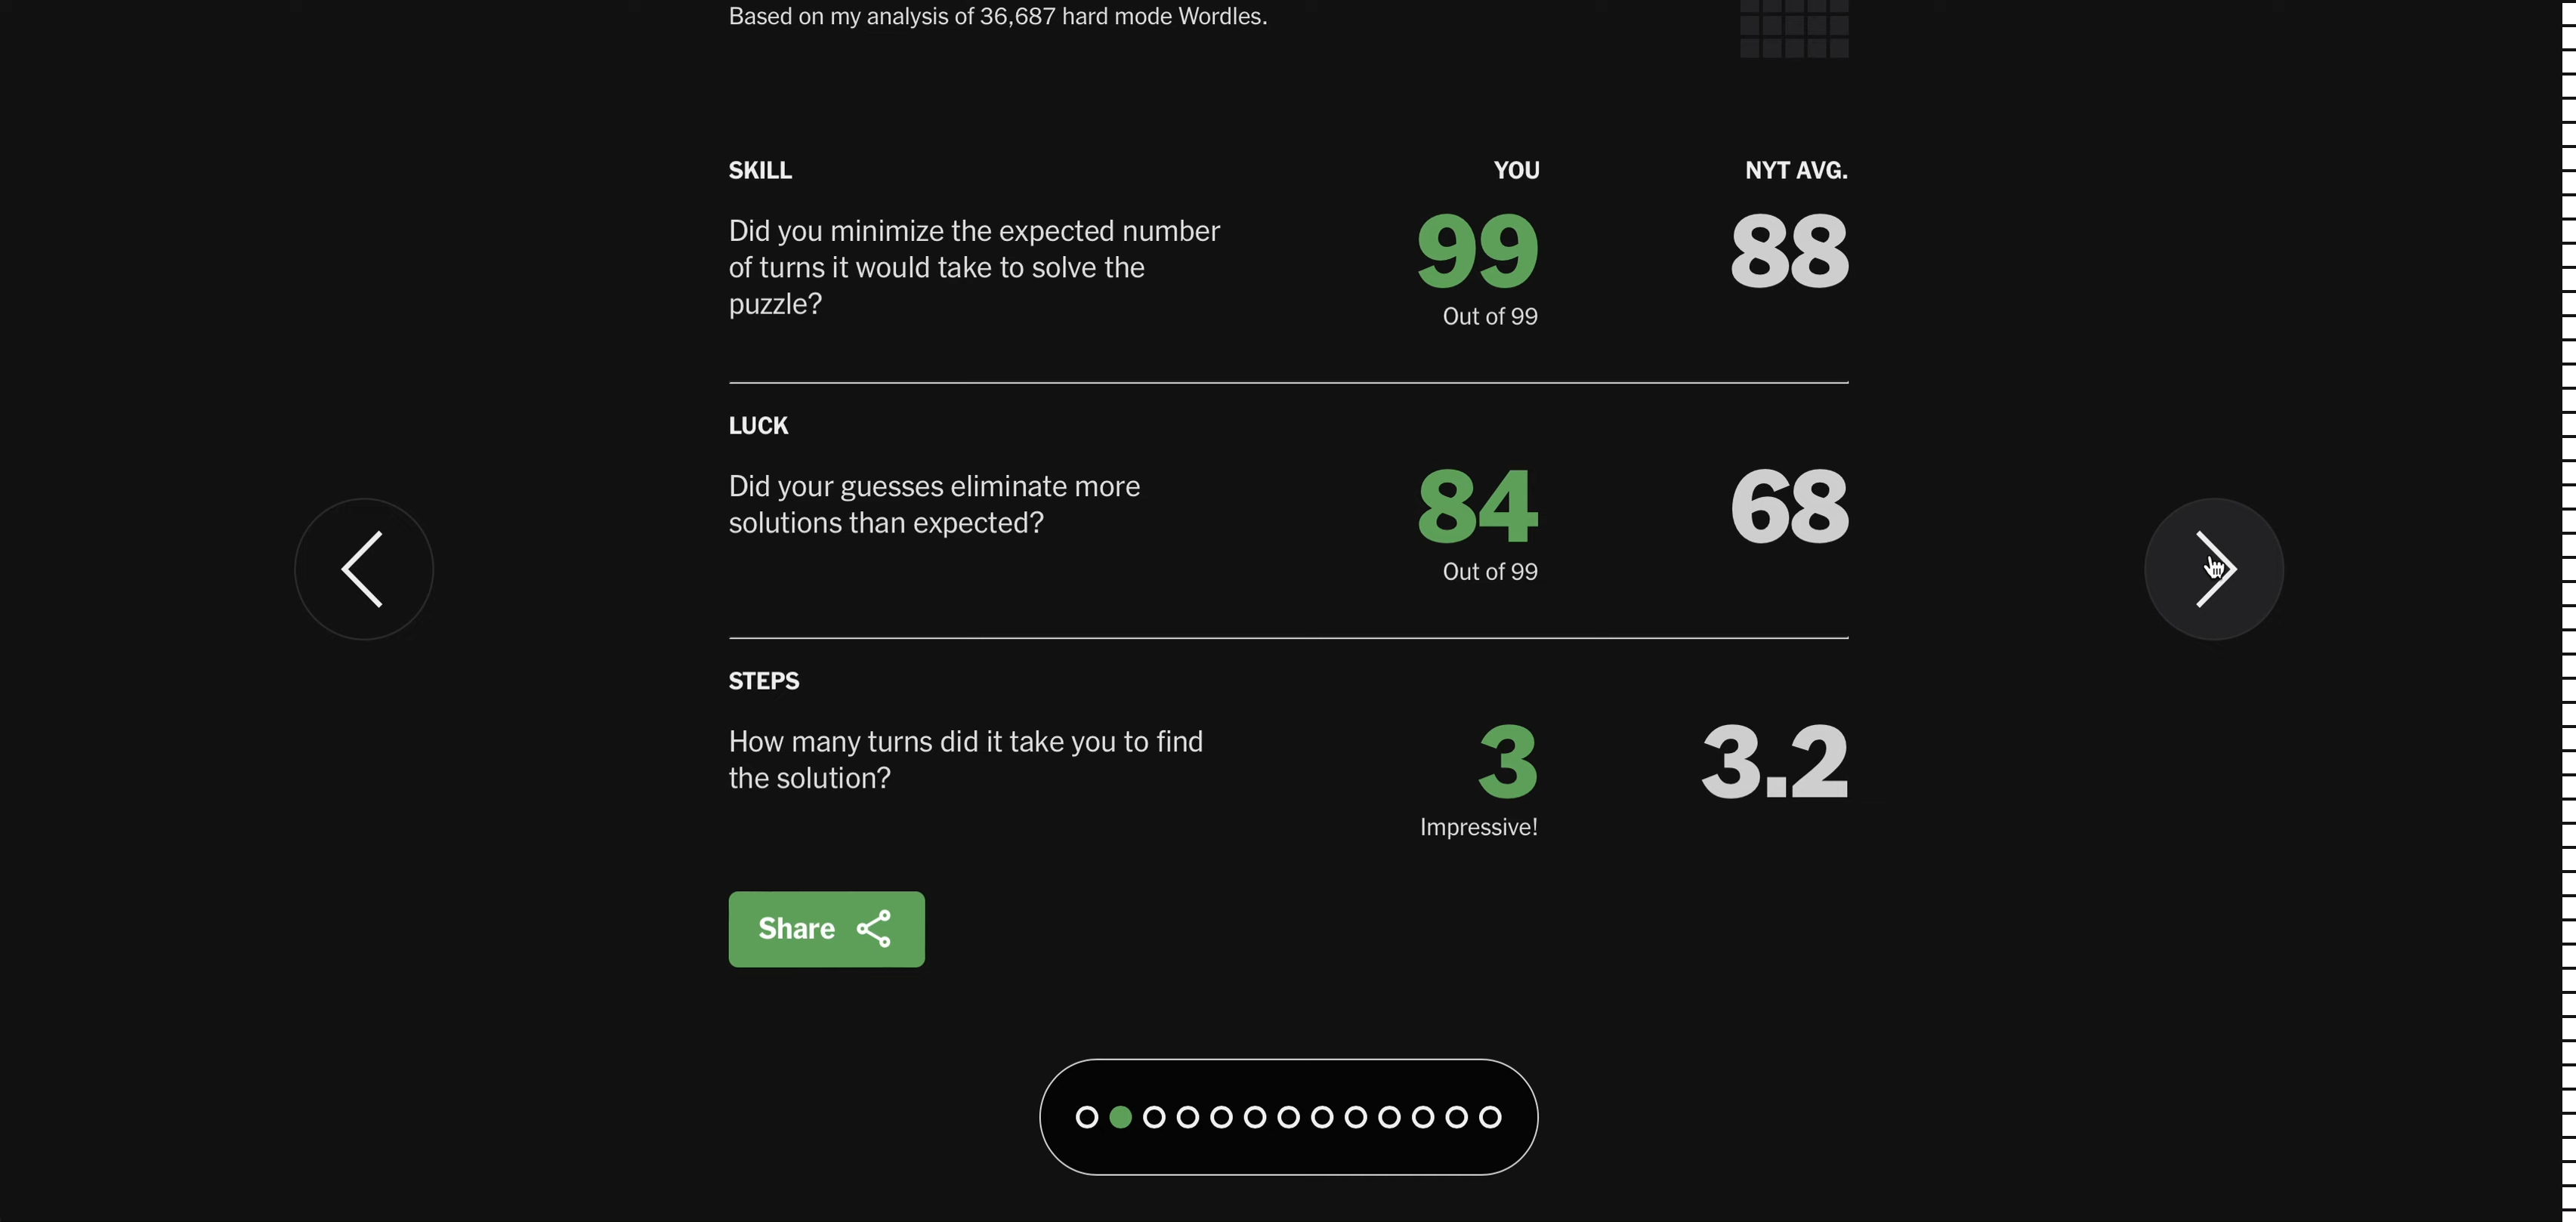 Based on my analysis of 36,687 hard mode Wordles.
SKILL YOU NYT AVG.
Did you minimize the expected number
of turns it would take to solve the
puzzle?
99 88
Out of 99
LUCK
Did your guesses eliminate more
solutions than expected?
84 68
Out of 99
STEPS
How many turns did it take you to find
the solution?
3 3.2
Impressive!
Share